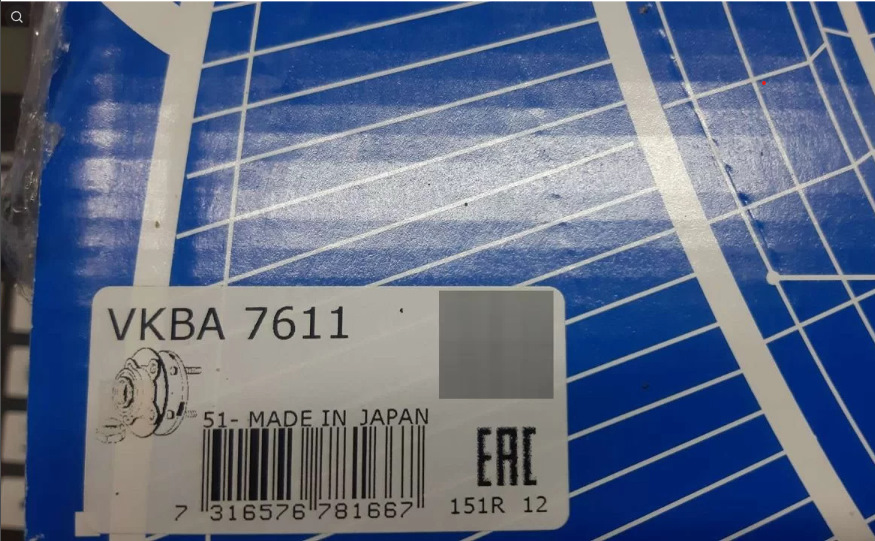 VKBA 7611
51- MADE IN JAPAN
7 316576 781667
EAC
151R 12